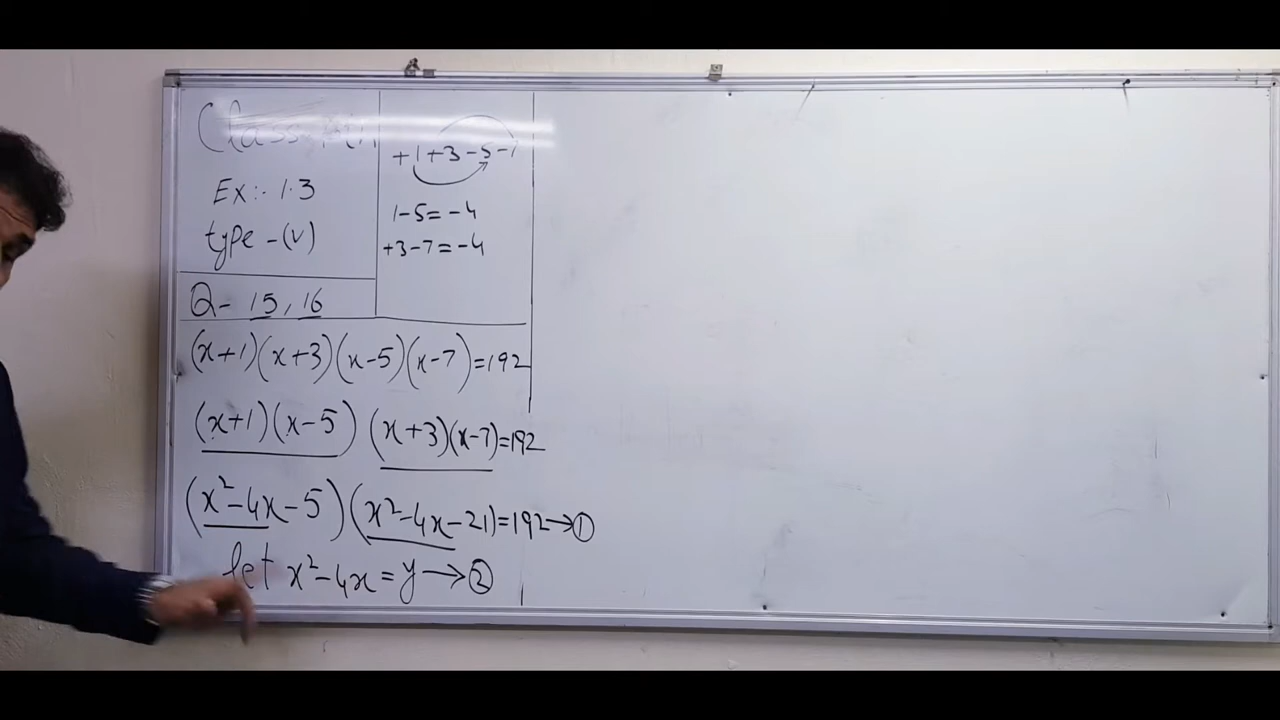 Class
Ex:- 1.3
type -(v)
Q- 15, 16
+1+3-5-7
1-5=-4
+3-7=-4
(x+1)(x+3)(x-5)(x-7)=192
(x+1)(x-5) (x+3)(x-7)=192
(x²-4x-5)(x²-4x-21)=192→①
let x²-4x=y→②